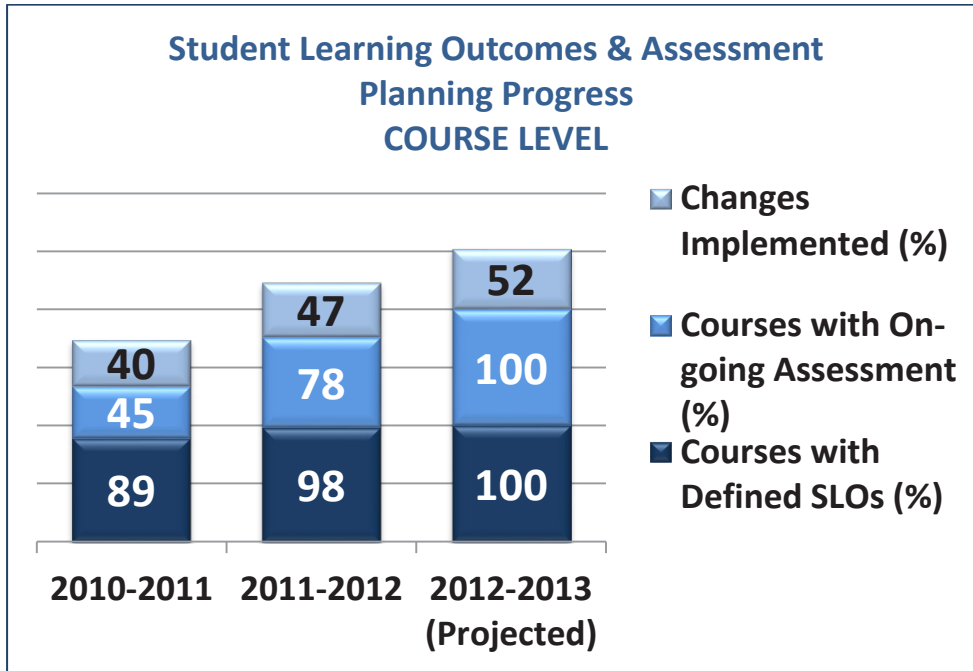 Student Learning Outcomes & Assessment
Planning Progress
COURSE LEVEL
Changes
Implemented (%)
Courses with On-
going Assessment
(%)
Courses with
Defined SLOs (%)
40
45
89
47
78
98
52
100
100
2010-2011
2011-2012
2012-2013
(Projected)